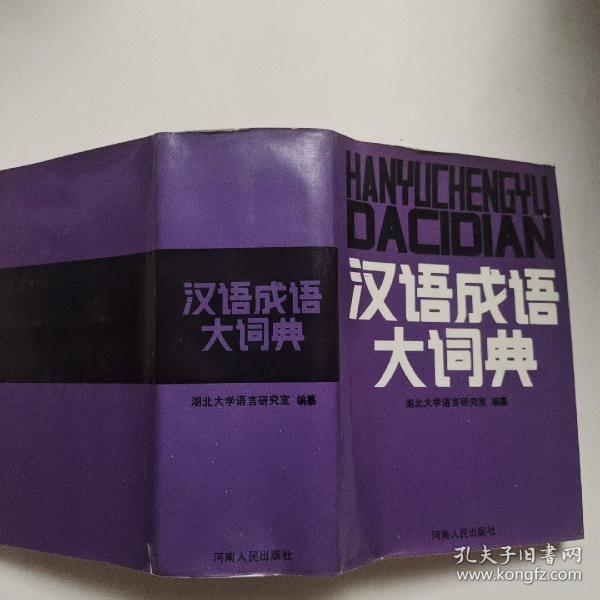 汉语成语
大词典
湖北大学语言研究室 编纂
河南人民出版社
HANYUCHENGYU
DACIDIAN
汉语成语
大词典
湖北大学语言研究室 编纂
河南人民出版社
孔夫子旧书网
www.kongfz.com